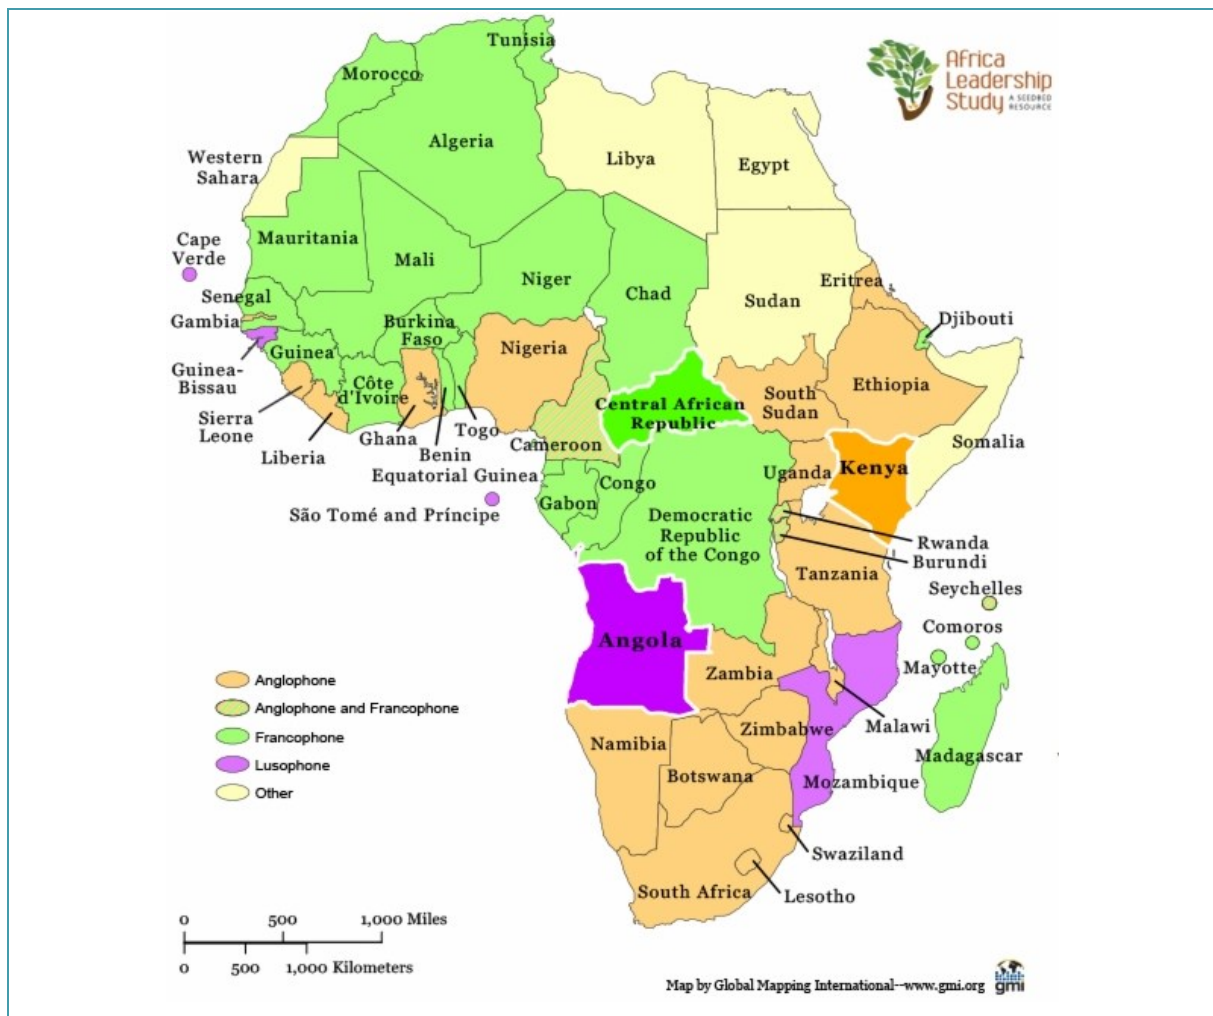 Tunisia
Morocco
Africa
Leadership
Study A SEEDBED
RESOURCE
Algeria
Libya
Egypt
Western
Sahara
Cape
Verde
Mauritania
Mali
Niger
Chad
Sudan
Eritrea
Djibouti
Senegal
Gambia
Burkina
Faso
Guinea
Guinea-
Bissau
Nigeria
Ethiopia
Côte
d'Ivoire
South
Sudan
Central African
Republic
Sierra
Leone
Liberia
Ghana
Togo
Benin
Cameroon
Somalia
Equatorial Guinea
Uganda
Kenya
Congo
Gabon
São Tomé and Príncipe
Democratic
Republic
of the Congo
Rwanda
Burundi
Tanzania
Seychelles
Comoros
Angola
Mayotte
Zambia
Malawi
Anglophone
Anglophone and Francophone
Francophone
Lusophone
Other
Namibia
Zimbabwe
Madagascar
Botswana
Mozambique
Swaziland
South Africa
Lesotho
0 500 1,000 Miles
0 500 1,000 Kilometers
Map by Global Mapping International--www.gmi.org
gmi